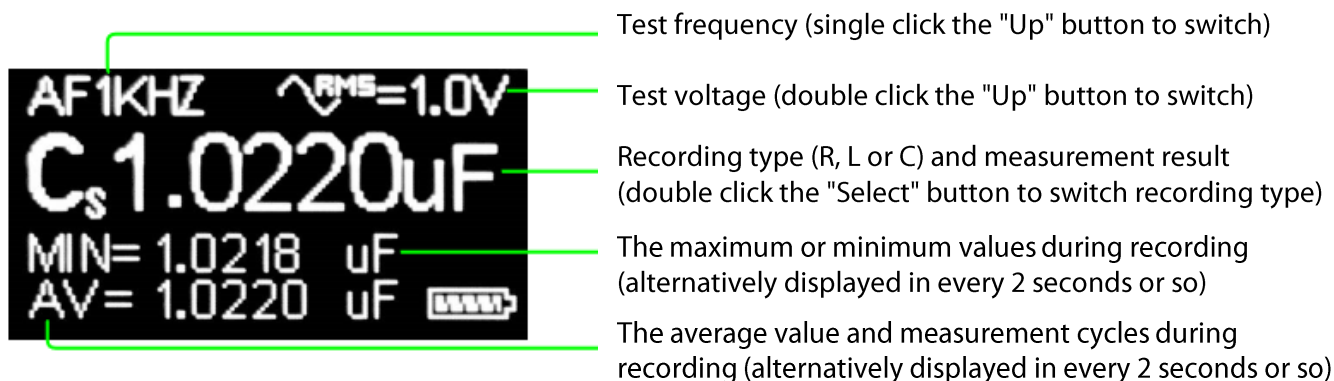 Test frequency (single click the "Up" button to switch)
AF1KHZ RMS=1.0V
Test voltage (double click the "Up" button to switch)
Cs1.0220uF
Recording type (R, L or C) and measurement result
(double click the "Select" button to switch recording type)
MIN= 1.0218 uF
The maximum or minimum values during recording
(alternatively displayed in every 2 seconds or so)
AV= 1.0220 uF
The average value and measurement cycles during
recording (alternatively displayed in every 2 seconds or so)